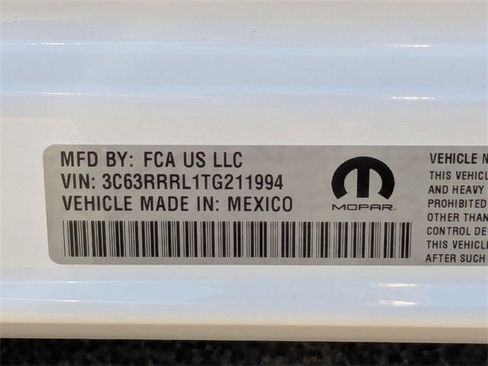 MFD BY: FCA US LLC
VIN: 3C63RRRL1TG211994
VEHICLE MADE IN: MEXICO
MOPAR
VEHICLE N
THIS VEHICL
AND HEAVY
PROHIBITED
OTHER THAN
CONTROL DE
THIS VEHICLE
AFTER SUCH